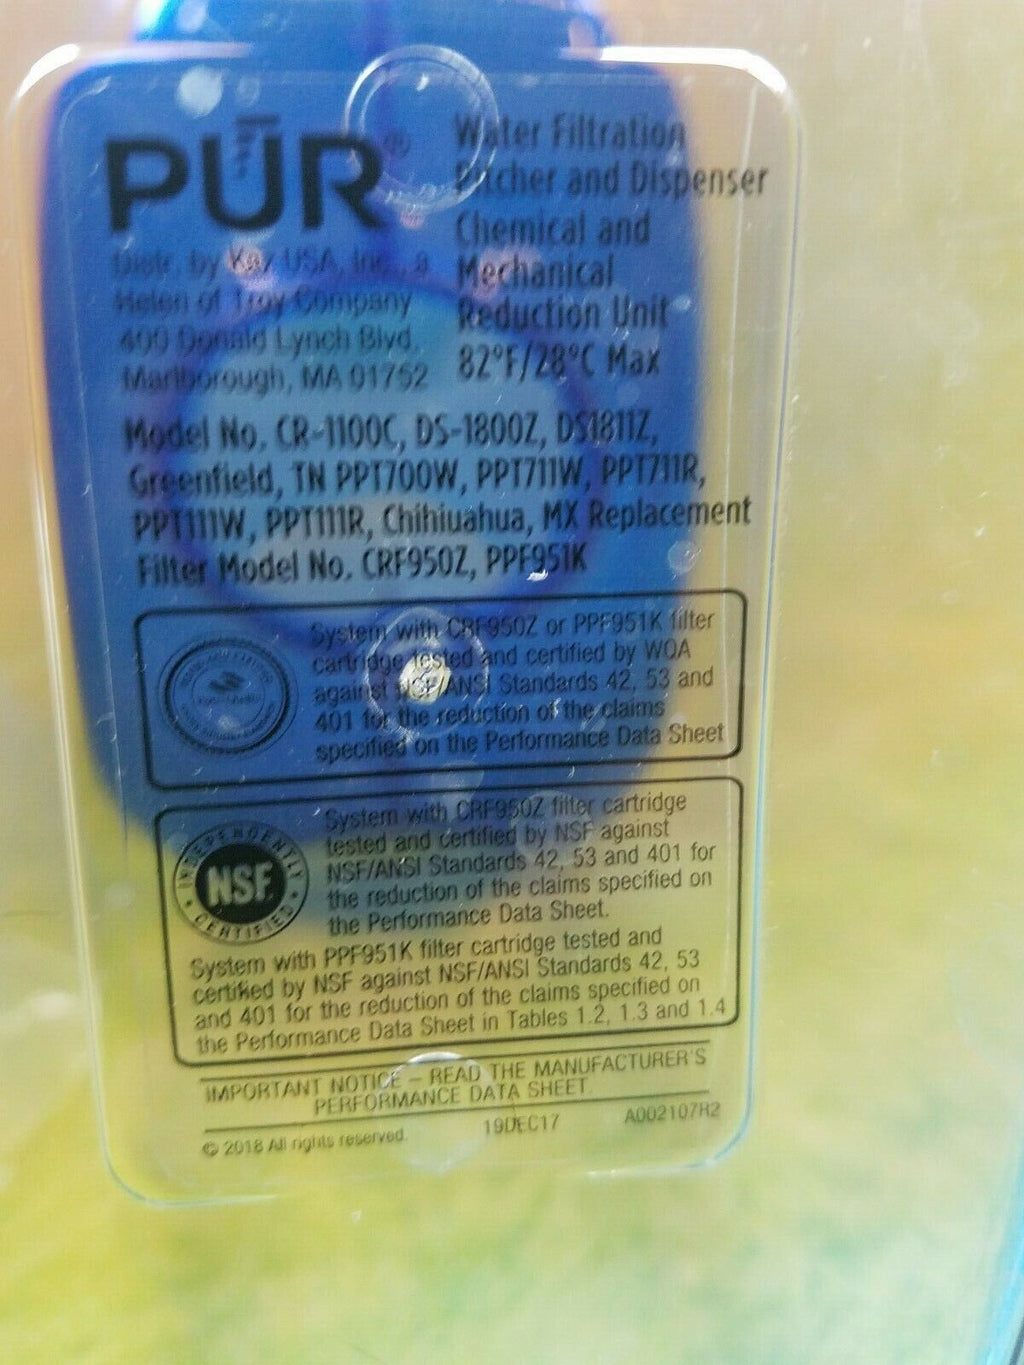 PŪR®
Distr. by Kaz USA, Inc., a
Helen of Troy Company
400 Donald Lynch Blvd.
Marlborough, MA 01752
Water Filtration
Pitcher and Dispenser
Chemical and
Mechanical
Reduction Unit
82°F/28°C Max
Model No. CR-1100C, DS-1800Z, DS1811Z,
Greenfield, TN PPT700W, PPT711W, PPT711R,
PPT111W, PPT111R, Chihiuahua, MX Replacement
Filter Model No. CRF950Z, PPF951K
System with CRF950Z or PPF951K filter
cartridge tested and certified by WQA
against NSF/ANSI Standards 42, 53 and
401 for the reduction of the claims
specified on the Performance Data Sheet
INDEPENDENTLY
NSF.
CERTIFIED
System with CRF950Z filter cartridge
tested and certified by NSF against
NSF/ANSI Standards 42, 53 and 401 for
the reduction of the claims specified on
the Performance Data Sheet.
System with PPF951K filter cartridge tested and
certified by NSF against NSF/ANSI Standards 42, 53
and 401 for the reduction of the claims specified on
the Performance Data Sheet in Tables 1.2, 1.3 and 1.4
IMPORTANT NOTICE – READ THE MANUFACTURER'S
PERFORMANCE DATA SHEET.
© 2018 All rights reserved. 19DEC17 A002107R2